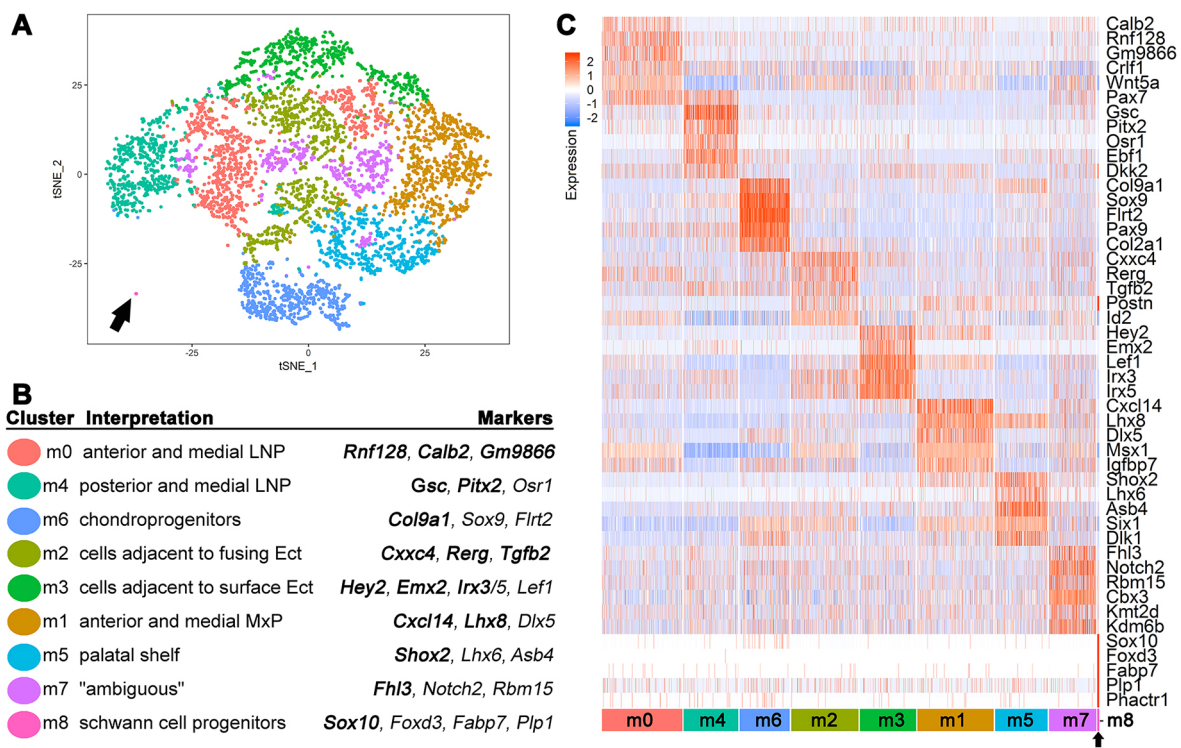 A
25
0
-25
tSNE_2
-25
0
25
tSNE_1
B
Cluster Interpretation Markers
m0 anterior and medial LNP Rnf128, Calb2, Gm9866
m4 posterior and medial LNP Gsc, Pitx2, Osr1
m6 chondroprogenitors Col9a1, Sox9, Flrt2
m2 cells adjacent to fusing Ect Cxxc4, Rerg, Tgfb2
m3 cells adjacent to surface Ect Hey2, Emx2, Irx3/5, Lef1
m1 anterior and medial MxP Cxcl14, Lhx8, Dlx5
m5 palatal shelf Shox2, Lhx6, Asb4
m7 "ambiguous" Fhl3, Notch2, Rbm15
m8 schwann cell progenitors Sox10, Foxd3, Fabp7, Plp1
C
2
1
0
-1
-2
Expression
Calb2
Rnf128
Gm9866
Crlf1
Wnt5a
Pax7
Gsc
Pitx2
Osr1
Ebf1
Dkk2
Col9a1
Sox9
Flrt2
Pax9
Col2a1
Cxxc4
Rerg
Tgfb2
Postn
Id2
Hey2
Emx2
Lef1
Irx3
Irx5
Cxcl14
Lhx8
Dlx5
Msx1
Igfbp7
Shox2
Lhx6
Asb4
Six1
Dlk1
Fhl3
Notch2
Rbm15
Cbx3
Kmt2d
Kdm6b
Sox10
Foxd3
Fabp7
Plp1
Phactr1
m0 m4 m6 m2 m3 m1 m5 m7 - m8